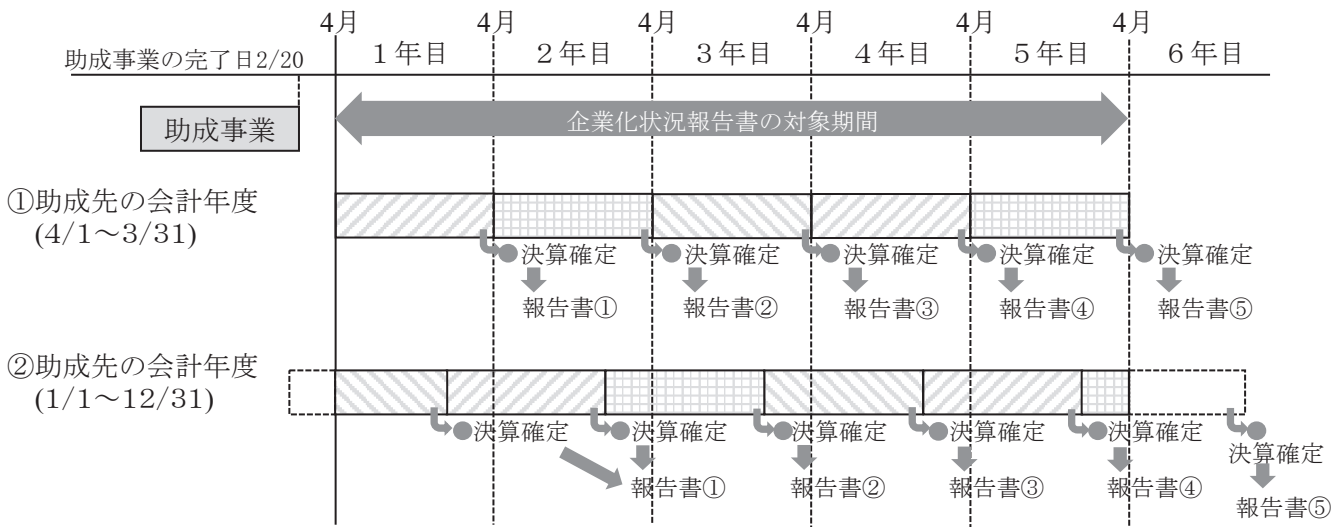 4月 4月 4月 4月 4月 4月
助成事業の完了日2/20 1年目 2年目 3年目 4年目 5年目 6年目
助成事業
企業化状況報告書の対象期間
①助成先の会計年度
(4/1～3/31)
決算確定 決算確定 決算確定 決算確定 決算確定
報告書① 報告書② 報告書③ 報告書④ 報告書⑤
②助成先の会計年度
(1/1～12/31)
決算確定 決算確定 決算確定 決算確定 決算確定 決算確定
報告書① 報告書② 報告書③ 報告書④ 報告書⑤